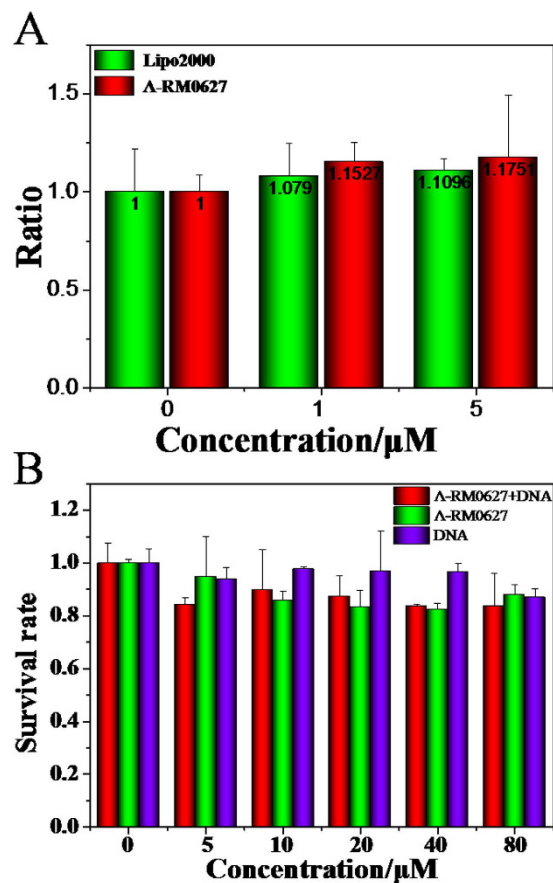 A
Lipo2000
Λ-RM0627
1.5
1.0
0.5
0.0
Ratio
1
1
1.079
1.1527
1.1096
1.1751
0
1
5
Concentration/μM
B
Λ-RM0627+DNA
Λ-RM0627
DNA
1.2
1.0
0.8
0.6
0.4
0.2
0.0
Survival rate
0
5
10
20
40
80
Concentration/μM